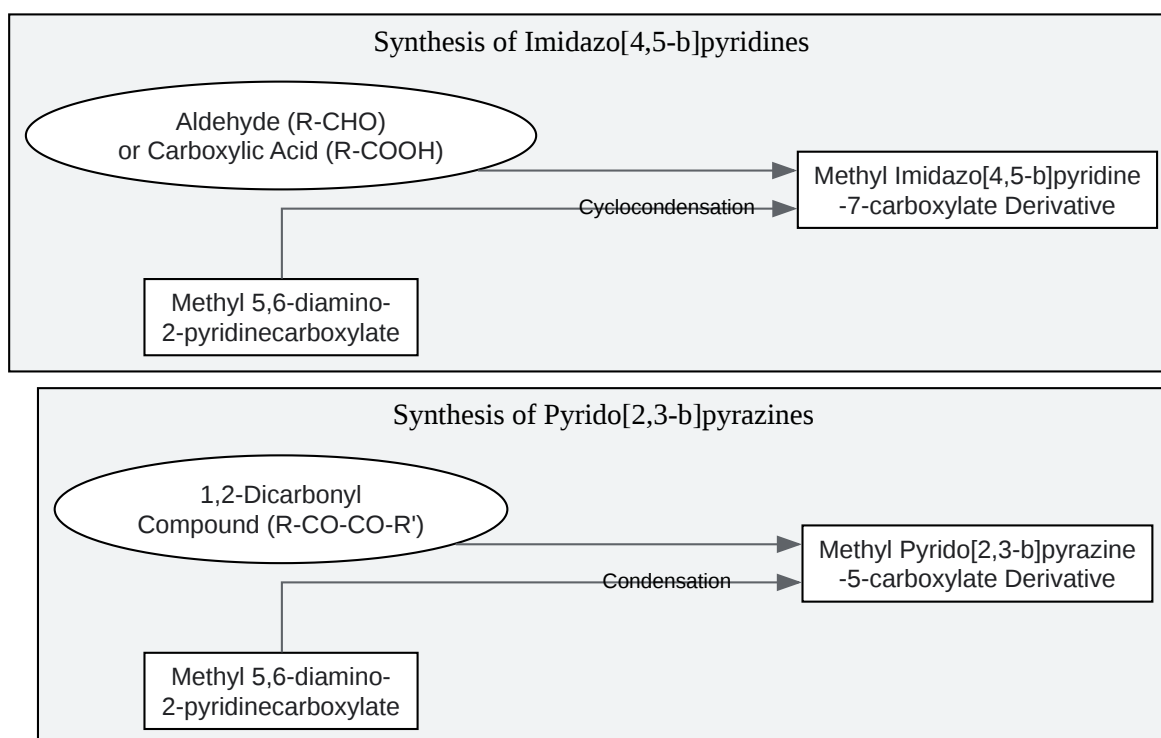 Synthesis of Imidazo[4,5-b]pyridines
Aldehyde (R-CHO)
or Carboxylic Acid (R-COOH)
Methyl Imidazo[4,5-b]pyridine
-7-carboxylate Derivative
Cyclocondensation
Methyl 5,6-diamino-
2-pyridinecarboxylate
Synthesis of Pyrido[2,3-b]pyrazines
1,2-Dicarbonyl
Compound (R-CO-CO-R')
Methyl Pyrido[2,3-b]pyrazine
-5-carboxylate Derivative
Condensation
Methyl 5,6-diamino-
2-pyridinecarboxylate